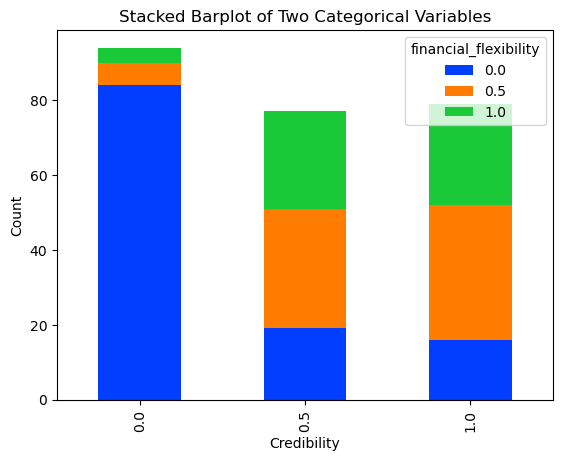 Stacked Barplot of Two Categorical Variables
financial_flexibility
0.0
0.5
1.0
Count
80
60
40
20
0
0.0
0.5
1.0
Credibility